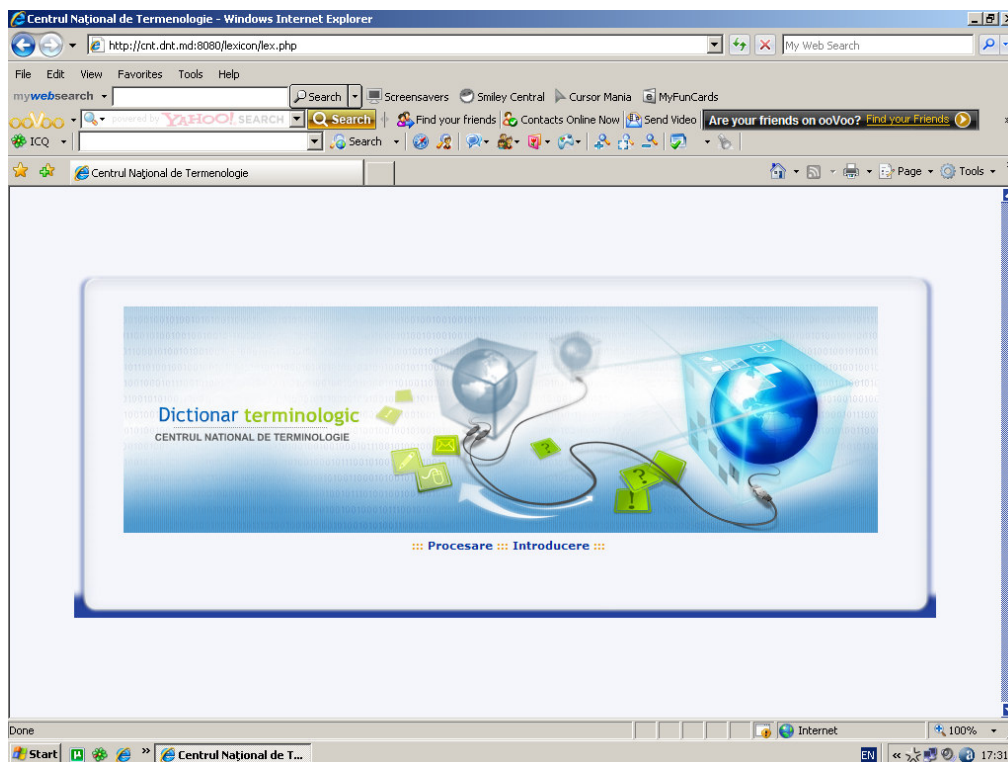 Centrul Național de Termenologie - Windows Internet Explorer
http://cnt.dnt.md:8080/lexicon/lex.php
My Web Search
File Edit View Favorites Tools Help
mywebsearch Search Screensavers Smiley Central Cursor Mania MyFunCards
ooVoo powered by YAHOO! SEARCH Search Find your friends Contacts Online Now Send Video Are your friends on ooVoo? Find your Friends
ICQ Search
Centrul Național de Termenologie Page Tools
Dictionar terminologic
CENTRUL NATIONAL DE TERMINOLOGIE
::: Procesare ::: Introducere :::
Done Internet 100%
Start Centrul Național de T... EN 17:31